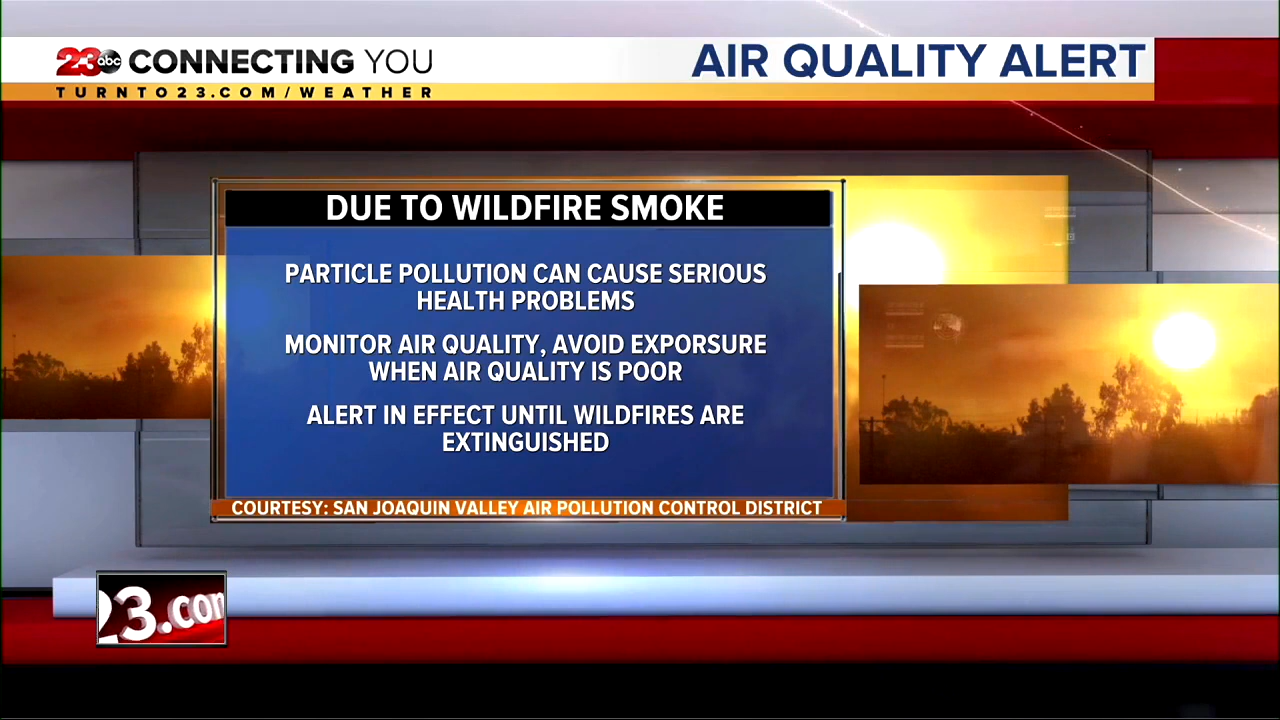 23 abc CONNECTING YOU
AIR QUALITY ALERT
TURNTO23.COM/WEATHER
DUE TO WILDFIRE SMOKE
PARTICLE POLLUTION CAN CAUSE SERIOUS
HEALTH PROBLEMS
MONITOR AIR QUALITY, AVOID EXPORSURE
WHEN AIR QUALITY IS POOR
ALERT IN EFFECT UNTIL WILDFIRES ARE
EXTINGUISHED
COURTESY: SAN JOAQUIN VALLEY AIR POLLUTION CONTROL DISTRICT
23.com